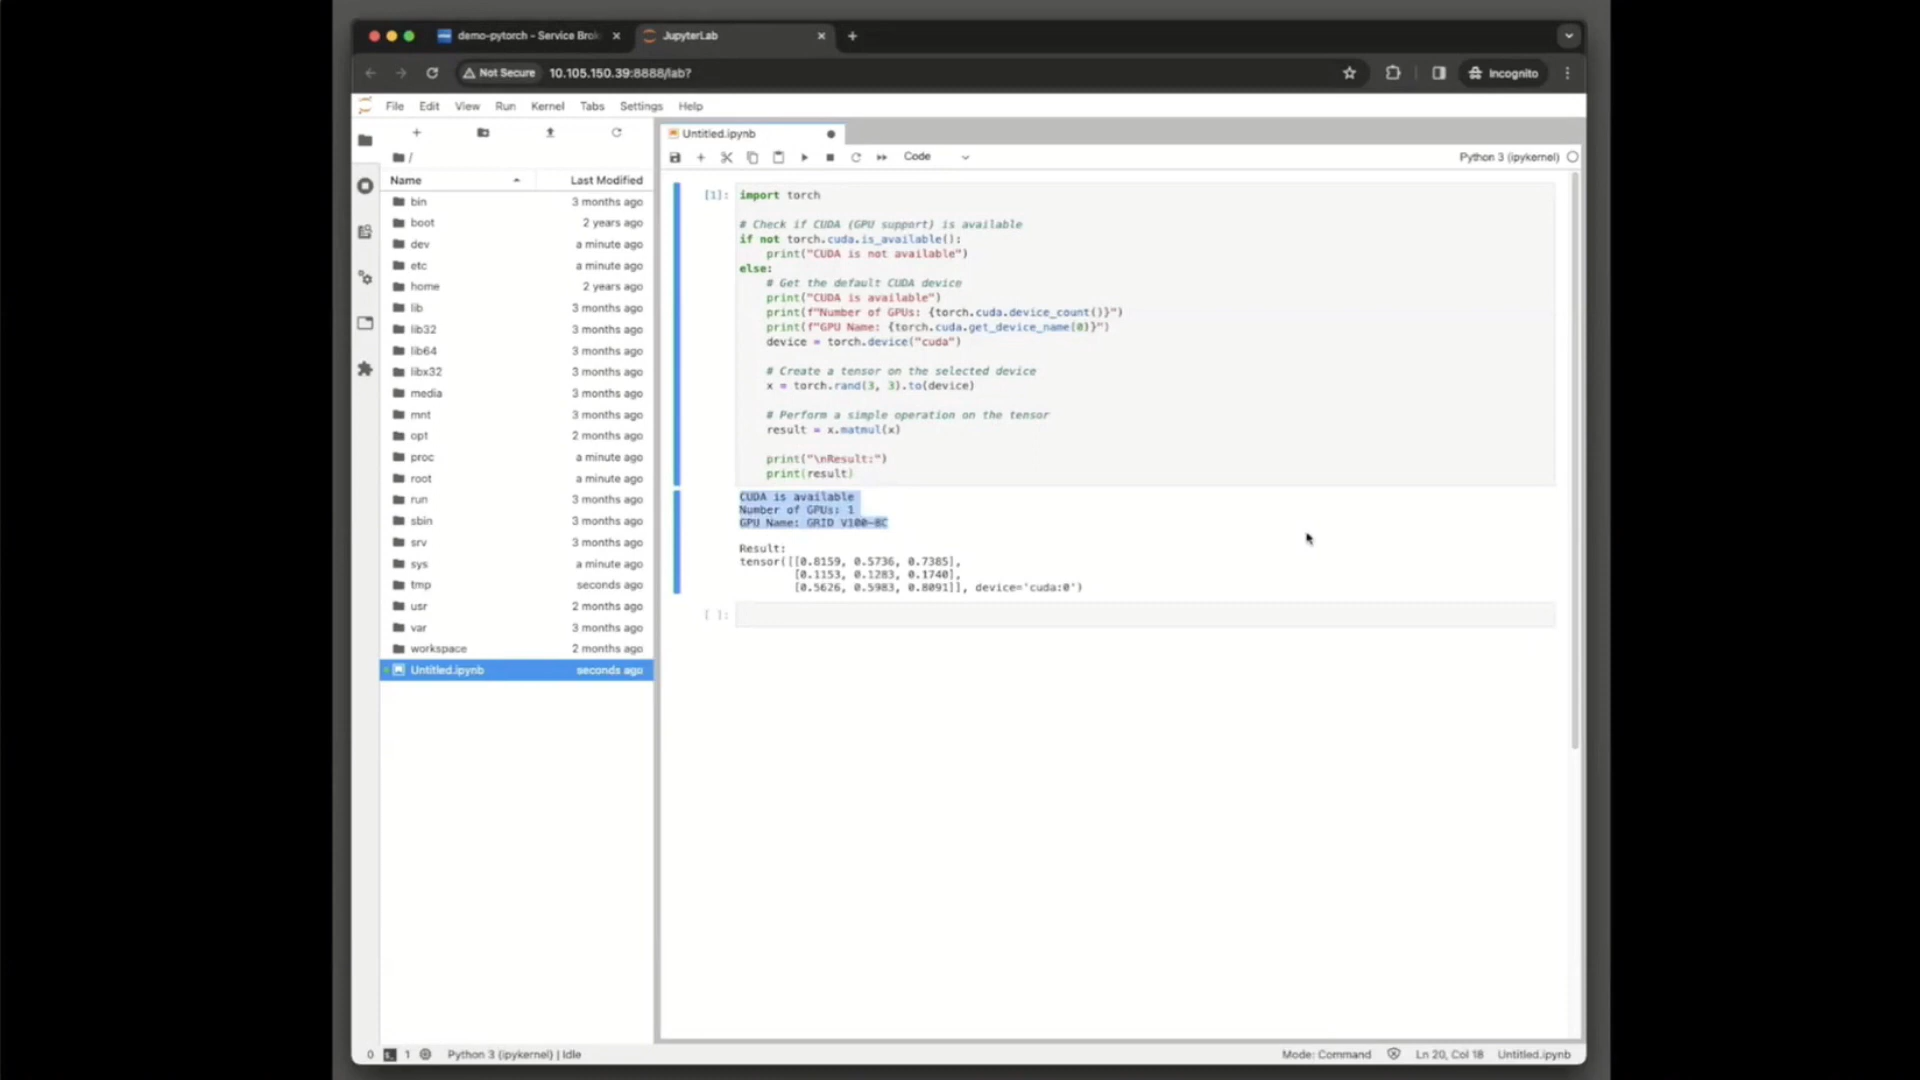 demo-pytorch - Service Brok
JupyterLab
Not Secure
10.105.150.39:8888/lab?
Incognito
File Edit View Run Kernel Tabs Settings Help
/
Name Last Modified
bin 3 months ago
boot 2 years ago
dev a minute ago
etc a minute ago
home 2 years ago
lib 3 months ago
lib32 3 months ago
lib64 3 months ago
libx32 3 months ago
media 3 months ago
mnt 3 months ago
opt 2 months ago
proc a minute ago
root a minute ago
run 3 months ago
sbin 3 months ago
srv 3 months ago
sys a minute ago
tmp seconds ago
usr 2 months ago
var 3 months ago
workspace 2 months ago
Untitled.ipynb seconds ago
Untitled.ipynb
Code
Python 3 (ipykernel)
[1]: import torch
# Check if CUDA (GPU support) is available
if not torch.cuda.is_available():
print("CUDA is not available")
else:
# Get the default CUDA device
print("CUDA is available")
print(f"Number of GPUs: {torch.cuda.device_count()}")
print(f"GPU Name: {torch.cuda.get_device_name(0)}")
device = torch.device("cuda")
# Create a tensor on the selected device
x = torch.rand(3, 3).to(device)
# Perform a simple operation on the tensor
result = x.matmul(x)
print("\nResult:")
print(result)
CUDA is available
Number of GPUs: 1
GPU Name: GRID V100-8C
Result:
tensor([[0.8159, 0.5736, 0.7385],
[0.1153, 0.1283, 0.1740],
[0.5626, 0.5983, 0.8091]], device='cuda:0')
[ ]:
0 1 Python 3 (ipykernel) | Idle
Mode: Command Ln 20, Col 18 Untitled.ipynb